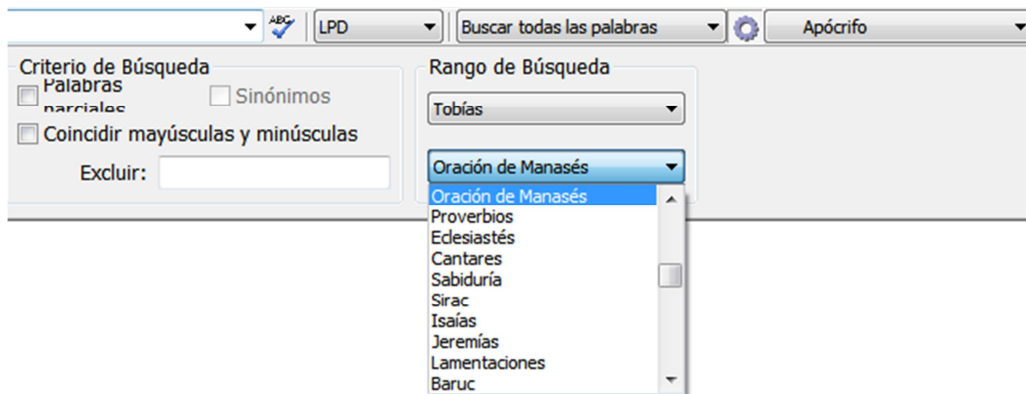 ABC LPD Buscar todas las palabras Apócrifo
Criterio de Búsqueda
Palabras
parciales
Sinónimos
Coincidir mayúsculas y minúsculas
Excluir:
Rango de Búsqueda
Tobías
Oración de Manasés
Oración de Manasés
Proverbios
Eclesiastés
Cantares
Sabiduría
Sirac
Isaías
Jeremías
Lamentaciones
Baruc